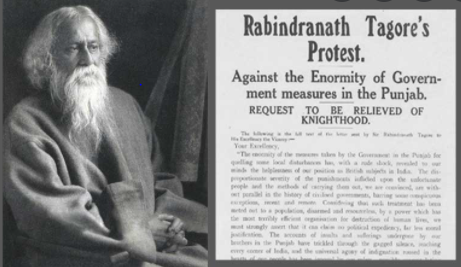 Rabindranath Tagore's
Protest.
Against the Enormity of Govern-
ment measures in the Punjab.
REQUEST TO BE RELIEVED OF
KNIGHTHOOD.
The following is the full text of the letter sent by Sir Rabindranath Tagore to
His Excellency the Viceroy:—
Your Excellency,
"The enormity of the measures taken by the Government in the Punjab for
quelling some local disturbances has, with a rude shock, revealed to our
minds the helplessness of our position as British subjects in India. The dis-
proportionate severity of the punishments inflicted upon the unfortunate
people and the methods of carrying them out, we are convinced, are with-
out parallel in the history of civilised governments, barring some conspicuous
exceptions, recent and remote. Considering that such treatment has been
meted out to a population, disarmed and resourceless, by a power which has
the most terribly efficient organisation for destruction of human lives, we
must strongly assert that it can claim no political expediency, far less moral
justification. The accounts of insults and sufferings undergone by our
brothers in the Punjab have trickled through the gagged silence, reaching
every corner of India, and the universal agony of indignation roused in the